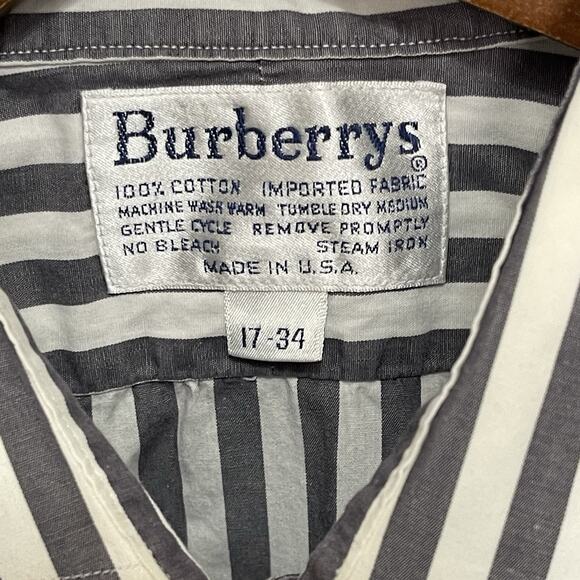 Burberrys®
100% COTTON IMPORTED FABRIC
MACHINE WASH WARM TUMBLE DRY MEDIUM
GENTLE CYCLE REMOVE PROMPTLY
NO BLEACH STEAM IRON
MADE IN U.S.A.
17-34